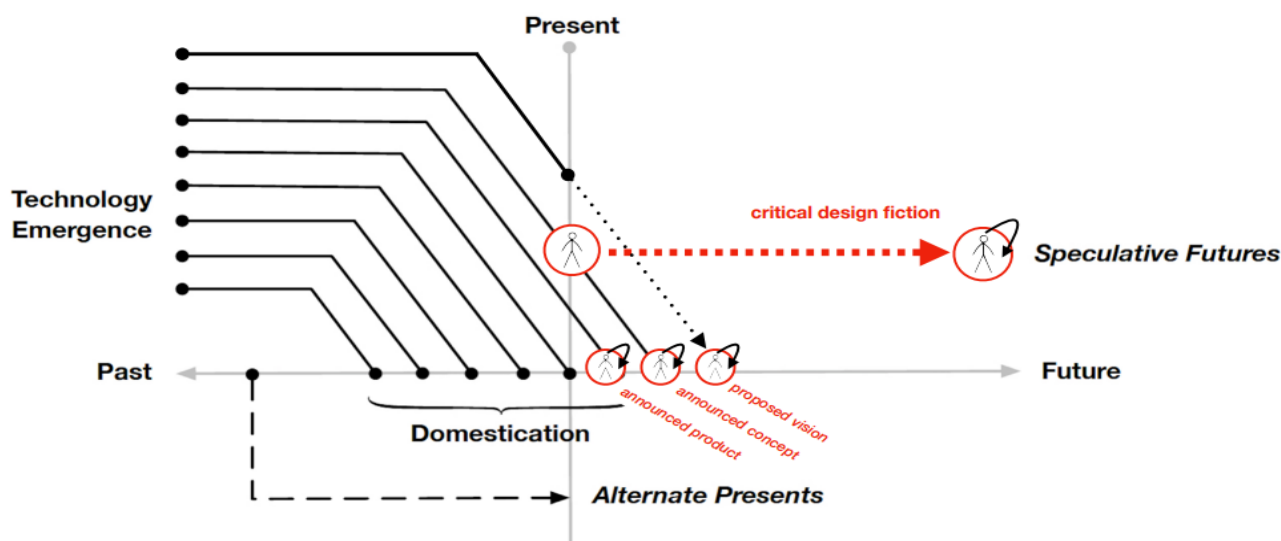 Present
Technology
Emergence
critical design fiction
Speculative Futures
Past
Future
announced product
announced concept
proposed vision
Domestication
Alternate Presents